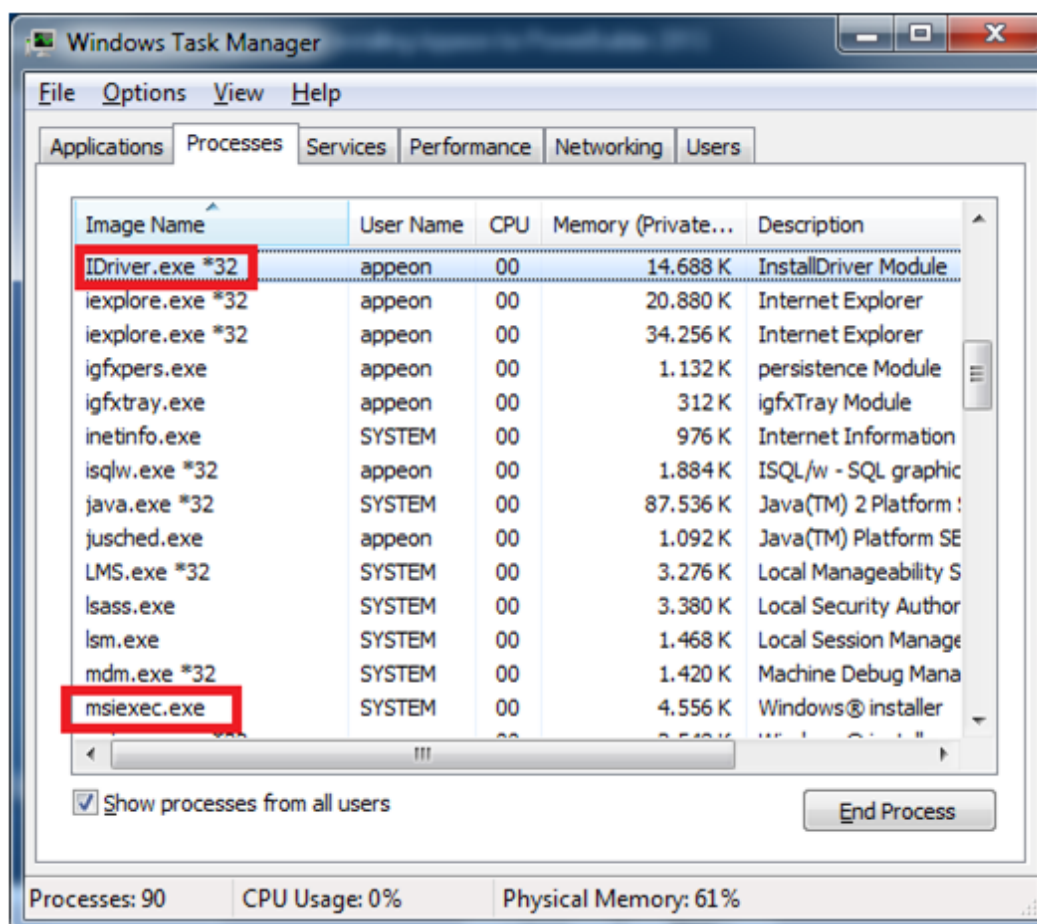 Windows Task Manager
File Options View Help
Applications Processes Services Performance Networking Users
Image Name User Name CPU Memory (Private... Description
IDriver.exe *32 appeon 00 14.688 K InstallDriver Module
iexplore.exe *32 appeon 00 20.880 K Internet Explorer
iexplore.exe *32 appeon 00 34.256 K Internet Explorer
igfxpers.exe appeon 00 1.132 K persistence Module
igfxtray.exe appeon 00 312 K igfxTray Module
inetinfo.exe SYSTEM 00 976 K Internet Information
isqlw.exe *32 appeon 00 1.884 K ISQL/w - SQL graphic
java.exe *32 SYSTEM 00 87.536 K Java(TM) 2 Platform
jusched.exe appeon 00 1.092 K Java(TM) Platform SE
LMS.exe *32 SYSTEM 00 3.276 K Local Manageability S
lsass.exe SYSTEM 00 3.380 K Local Security Author
lsm.exe SYSTEM 00 1.468 K Local Session Manage
mdm.exe *32 SYSTEM 00 1.420 K Machine Debug Mana
msiexec.exe SYSTEM 00 4.556 K Windows® installer
Show processes from all users
End Process
Processes: 90 CPU Usage: 0% Physical Memory: 61%